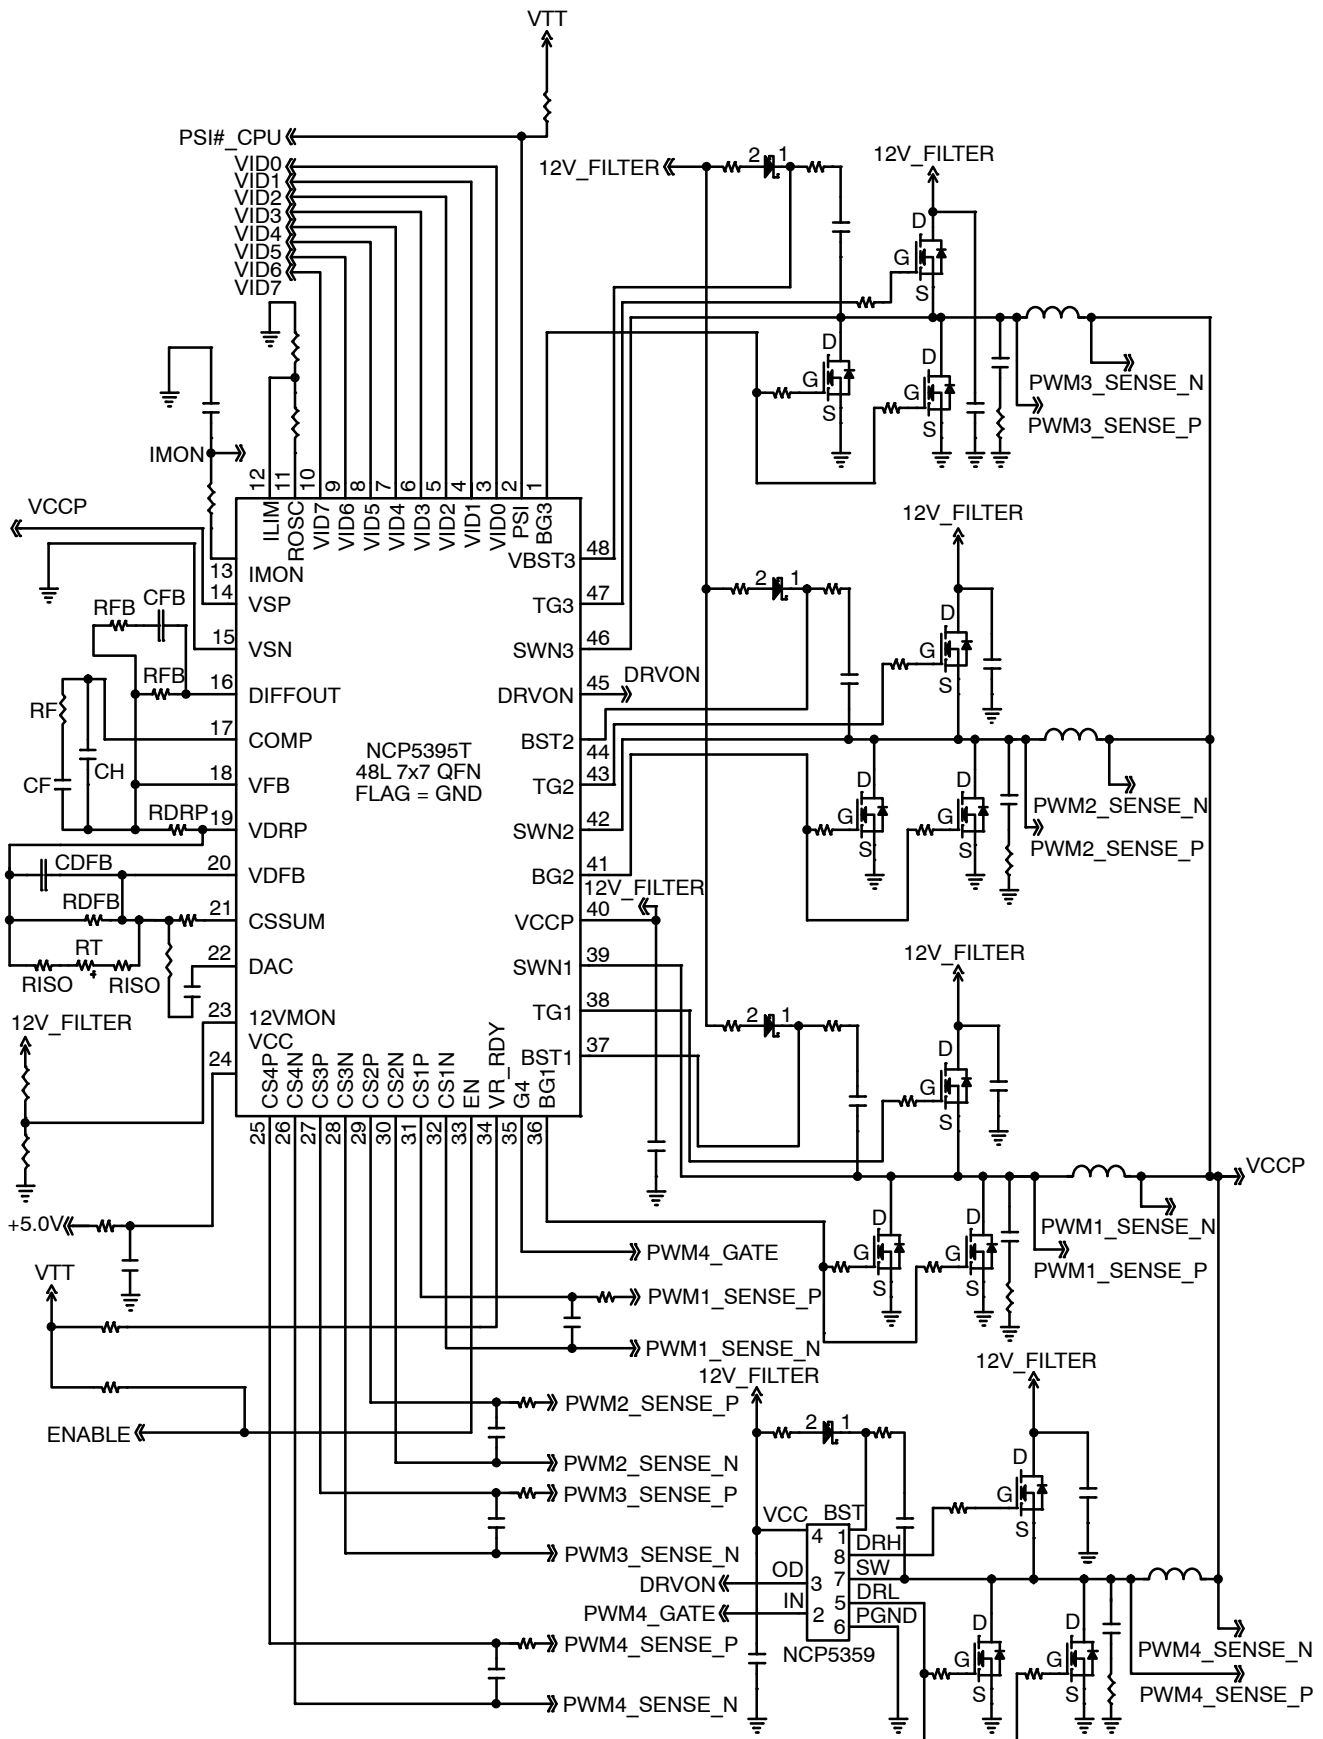 VTT
PSI#_CPU
VID0
VID1
VID2
VID3
VID4
VID5
VID6
VID7
12V_FILTER
2 1
12V_FILTER
D
G
S
D
G
S
D
G
S
PWM3_SENSE_N
PWM3_SENSE_P
IMON
VCCP
12
11
10
9
8
7
6
5
4
3
2
1
ILIM
ROSC
VID7
VID6
VID5
VID4
VID3
VID2
VID1
VID0
PSI
BG3
13
IMON
14
VSP
15
VSN
16
DIFFOUT
17
COMP
18
VFB
19
VDRP
20
VDFB
21
CSSUM
22
DAC
23
12VMON
VCC
24
RFB
CFB
RFB
RF
CH
CF
RDRP
CDFB
RDFB
RT
RISO
RISO
12V_FILTER
+5.0V
VTT
ENABLE
NCP5395T
48L 7x7 QFN
FLAG = GND
VBST3
48
TG3
47
SWN3
46
DRVON
45
DRVON
BST2
44
TG2
43
SWN2
42
BG2
41
12V_FILTER
VCCP
40
SWN1
39
TG1
38
BST1
37
CS4P
CS4N
CS3P
CS3N
CS2P
CS2N
CS1P
CS1N
EN
VR_RDY
G4
BG1
25
26
27
28
29
30
31
32
33
34
35
36
12V_FILTER
2 1
D
G
S
D
G
S
D
G
S
PWM2_SENSE_N
PWM2_SENSE_P
12V_FILTER
2 1
D
G
S
VCCP
D
G
S
D
G
S
PWM1_SENSE_N
PWM1_SENSE_P
PWM4_GATE
PWM1_SENSE_P
PWM1_SENSE_N
PWM2_SENSE_P
PWM2_SENSE_N
PWM3_SENSE_P
PWM3_SENSE_N
PWM4_SENSE_P
PWM4_SENSE_N
12V_FILTER
2 1
12V_FILTER
D
G
S
VCC
BST
4
1
DRH
8
SW
7
OD
3
DRL
5
IN
2
PGND
6
DRVON
PWM4_GATE
NCP5359
D
G
S
D
G
S
PWM4_SENSE_N
PWM4_SENSE_P